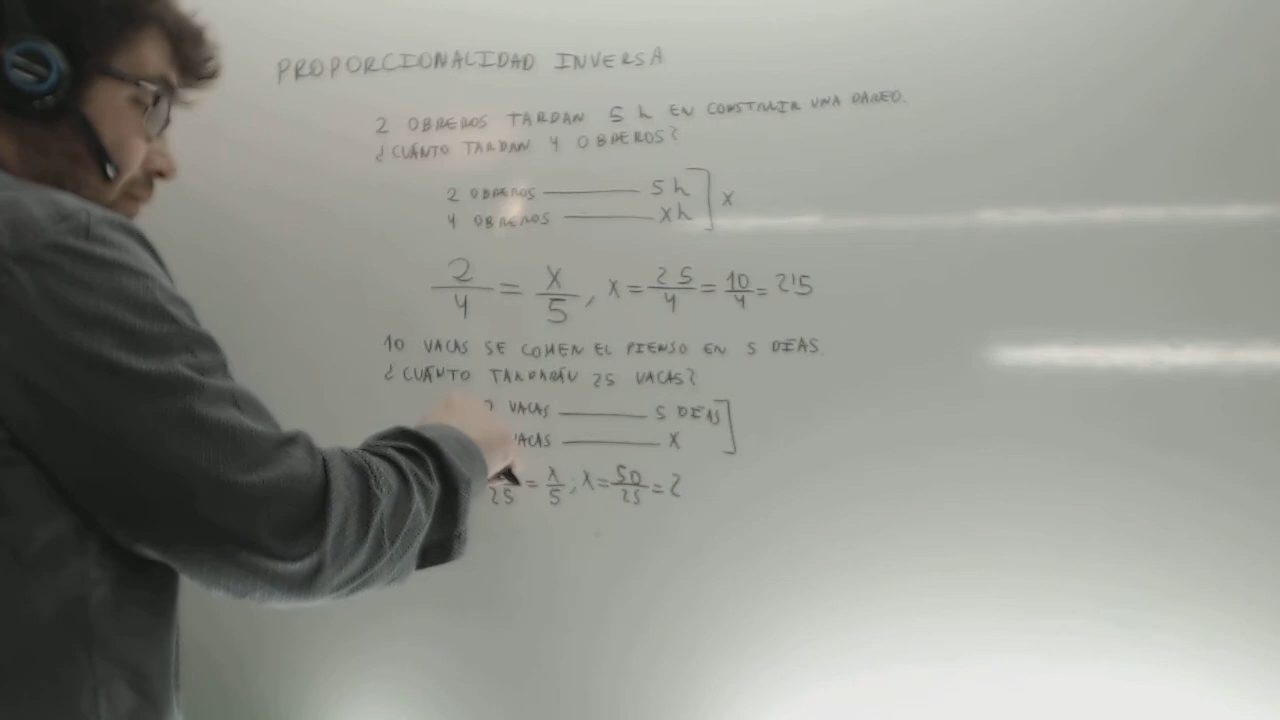 PROPORCIONALIDAD INVERSA
2 OBREROS TARDAN 5 h EN CONSTRUIR UNA
¿CUÁNTO TARDAN 4 OBREROS?
2 OBREROS — 5 h
4 OBREROS — X h ] X
2/4 = X/5, X = 2 5/4 = 10/4 = 2'5
10 VACAS SE COMEN EL PIENSO EN 5 DÍAS.
¿CUÁNTO TARDARÁN 25 VACAS?
VACAS — 5 DÍAS
VACAS — X
25 = X/5, X = 50/25 = 2